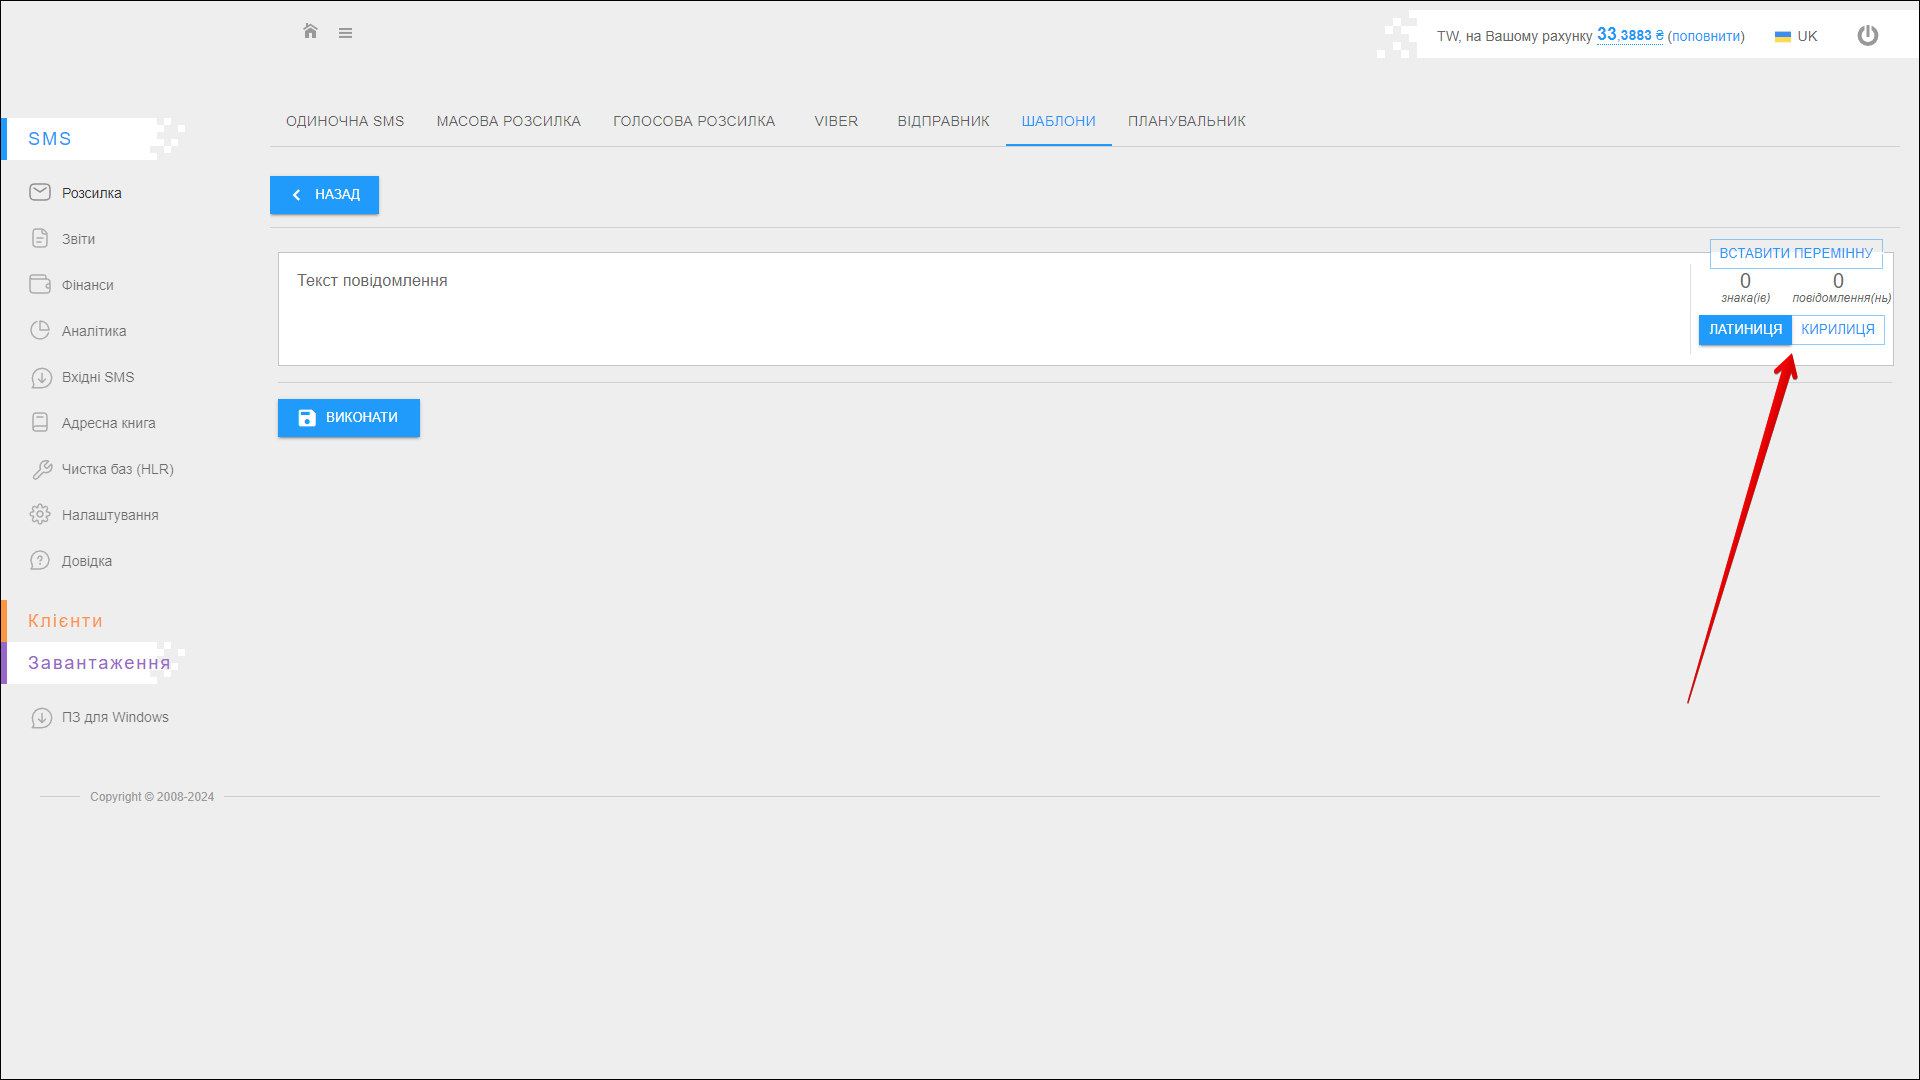 TW, на Вашому рахунку 33,3883 ₴ (поповнити)
UK
SMS
Розсилка
Звіти
Фінанси
Аналітика
Вхідні SMS
Адресна книга
Чистка баз (HLR)
Налаштування
Довідка
Клієнти
Завантаження
ПЗ для Windows
ОДИНОЧНА SMS МАСОВА РОЗСИЛКА ГОЛОСОВА РОЗСИЛКА VIBER ВІДПРАВНИК ШАБЛОНИ ПЛАНУВАЛЬНИК
НАЗАД
Текст повідомлення
ВСТАВИТИ ПЕРЕМІННУ
0 0
знака(ів) повідомлення(нь)
ЛАТИНИЦЯ КИРИЛИЦЯ
ВИКОНАТИ
Copyright © 2008-2024